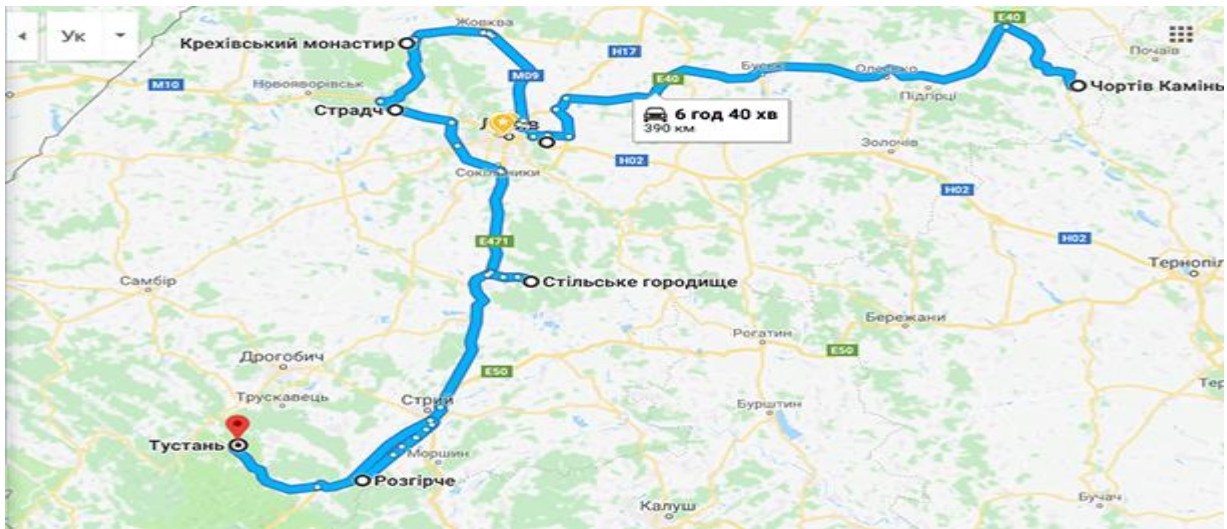 Ук
Жовква
Крехівський монастир
H17
E40
Почаїв
M10
Новояворівськ
M09
E40
Буськ
Олесько
Підгірці
Чортів Камінь
Страдч
6 год 40 хв
390 км
Львів
H02
Золочів
H02
Сокільники
E471
H02
Стільське городище
Тернопіл
Самбір
Рогатин
Бережани
E50
Дрогобич
E50
Трускавець
Стрий
Бурштин
Тер
Тустань
Моршин
Розгірче
Калуш
Бучач